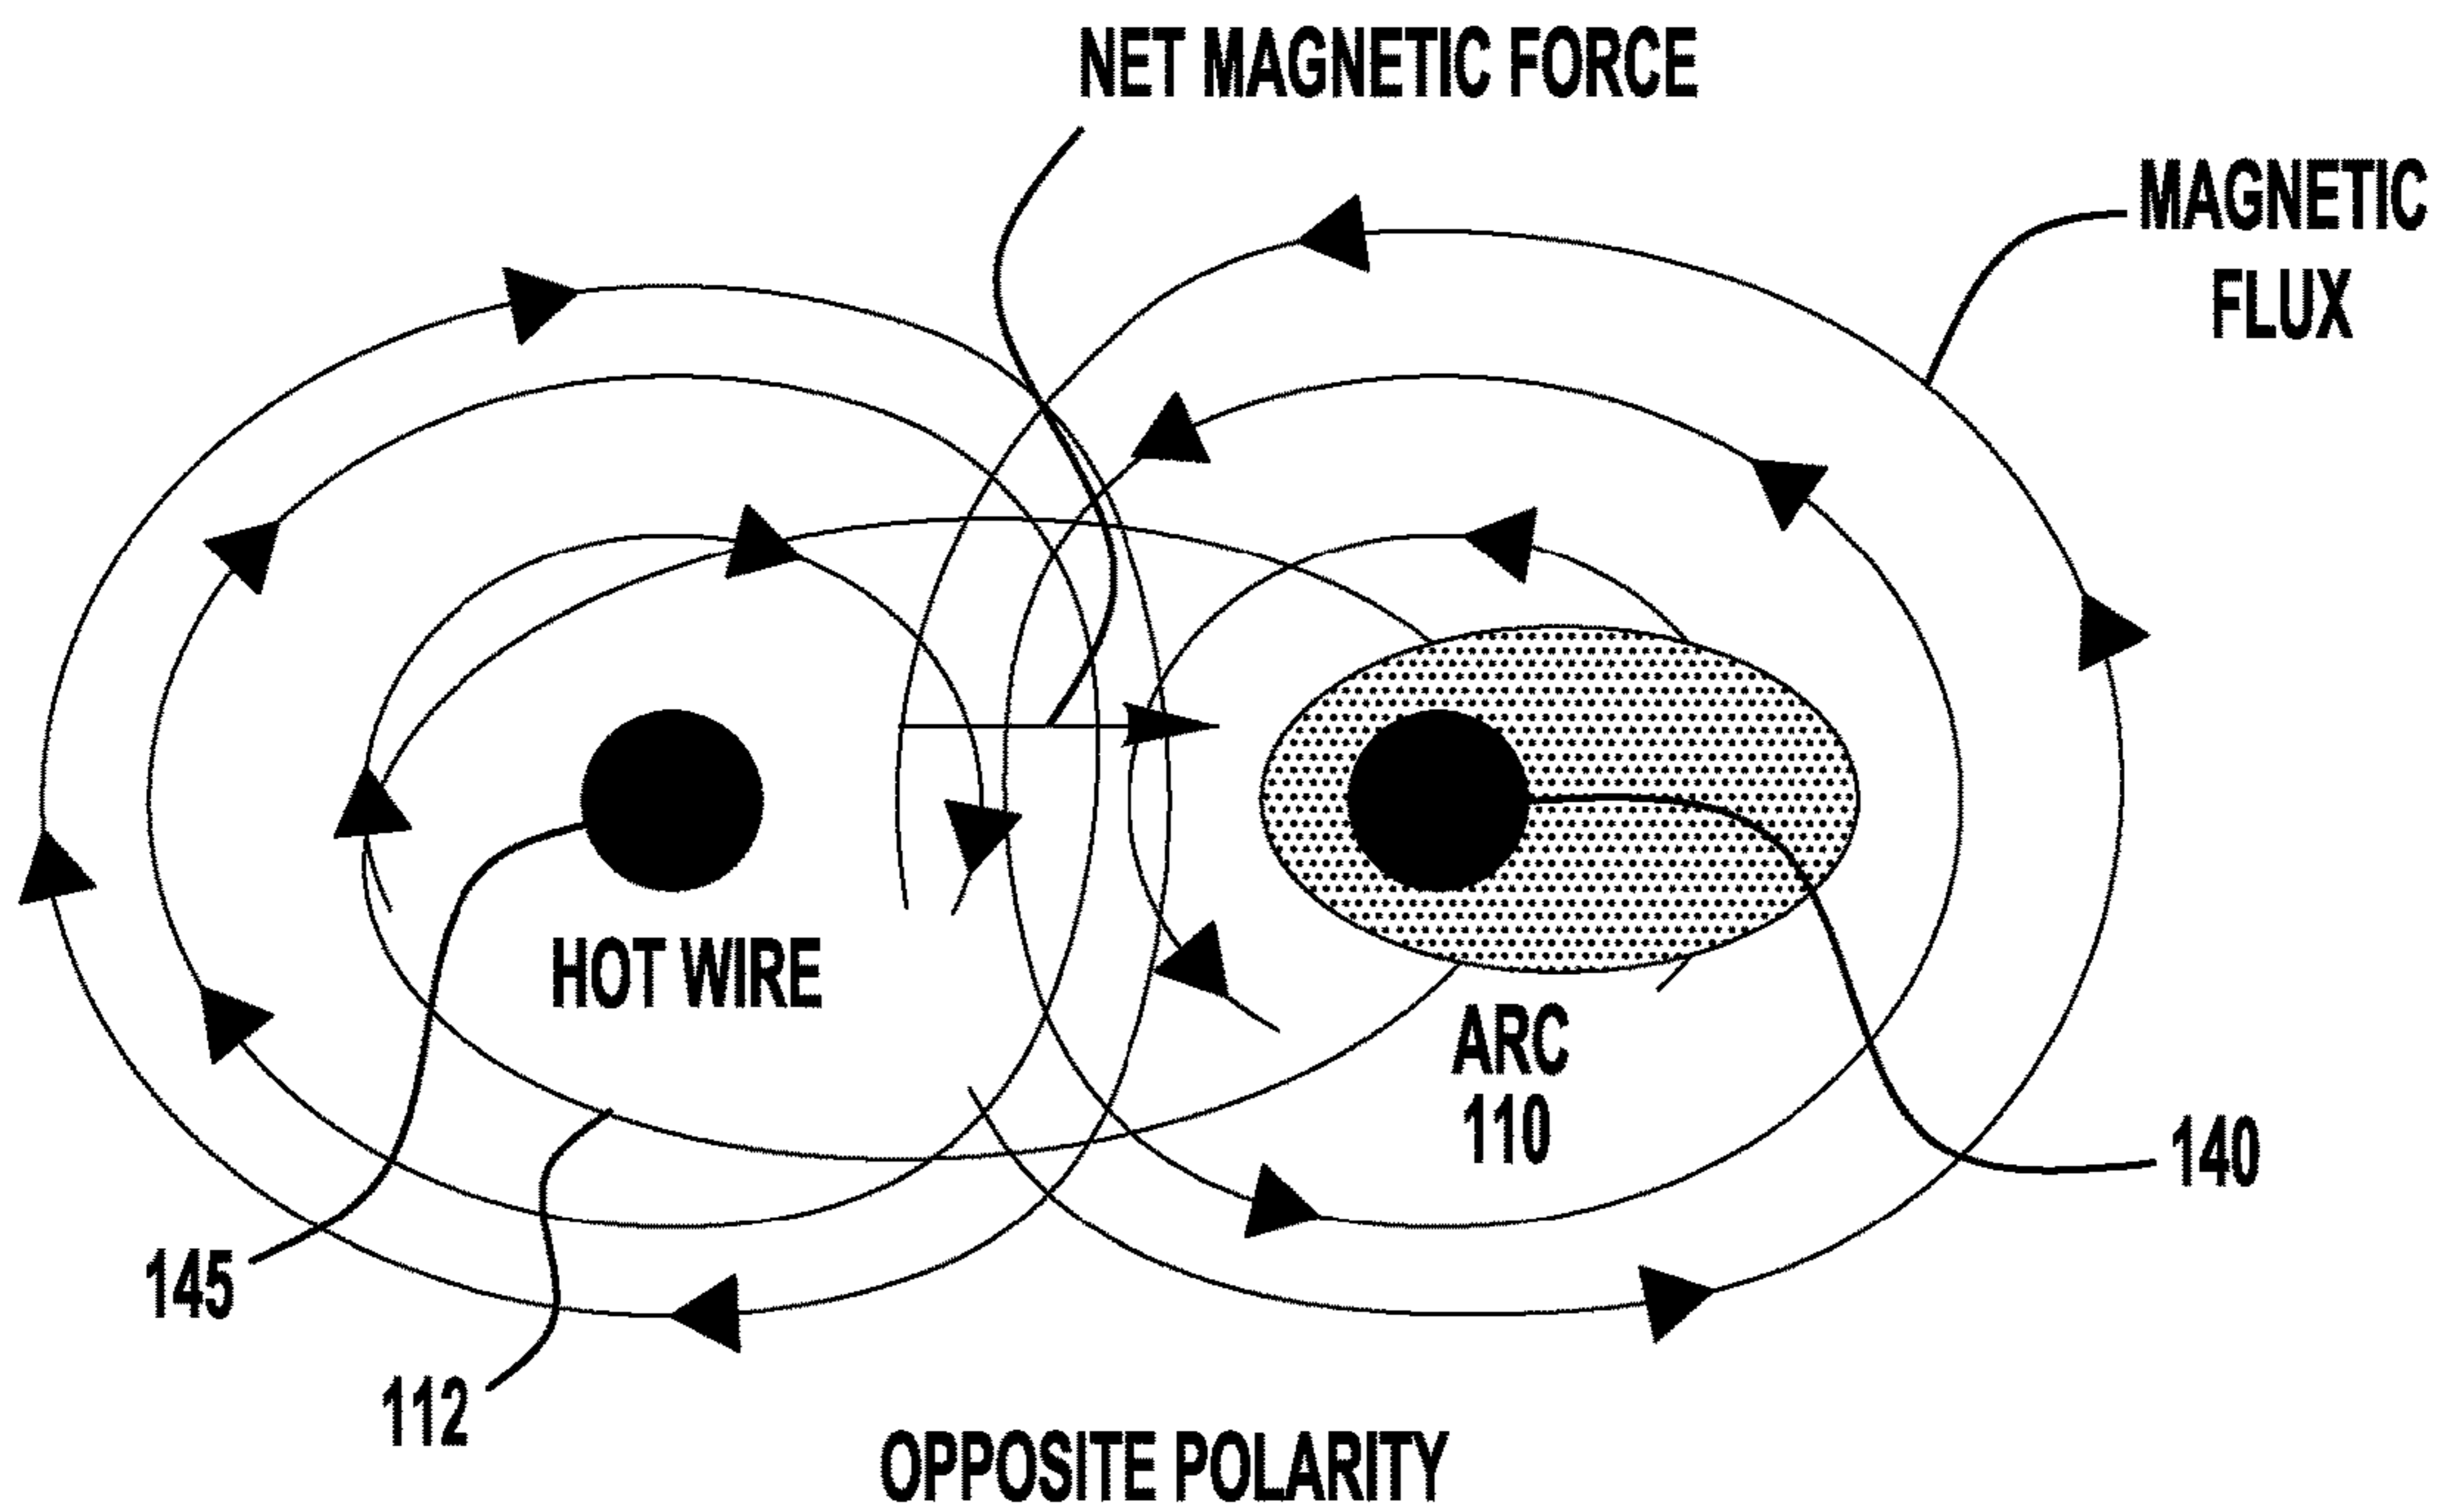 NET MAGNETIC FORCE
MAGNETIC
FLUX
HOT WIRE
ARC
110
140
145
112
OPPOSITE POLARITY